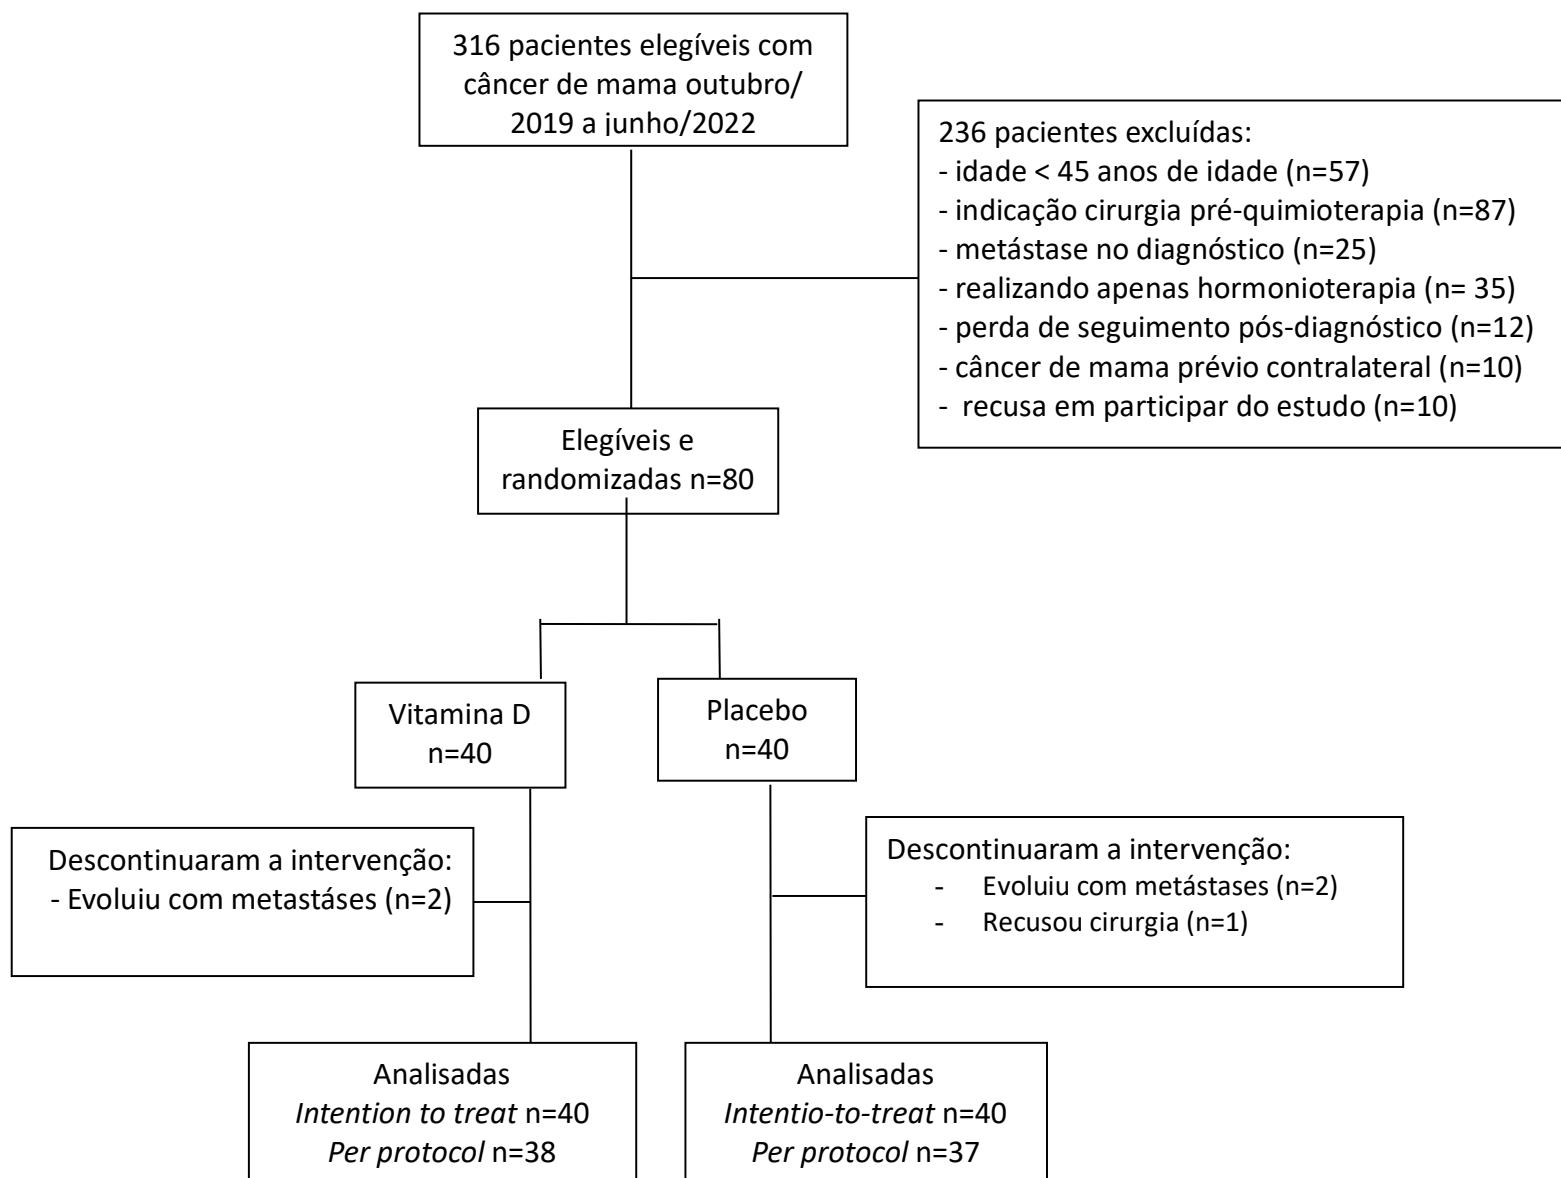 316 pacientes elegíveis com
câncer de mama outubro/
2019 a junho/2022
236 pacientes excluídas:
- idade < 45 anos de idade (n=57)
- indicação cirurgia pré-quimioterapia (n=87)
- metástase no diagnóstico (n=25)
- realizando apenas hormonioterapia (n= 35)
- perda de seguimento pós-diagnóstico (n=12)
- câncer de mama prévio contralateral (n=10)
- recusa em participar do estudo (n=10)
Elegíveis e
randomizadas n=80
Vitamina D
n=40
Placebo
n=40
Descontinuaram a intervenção:
- Evoluiu com metastáses (n=2)
Descontinuaram a intervenção:
- Evoluiu com metástases (n=2)
- Recusou cirurgia (n=1)
Analisadas
Intention to treat n=40
Per protocol n=38
Analisadas
Intentio-to-treat n=40
Per protocol n=37